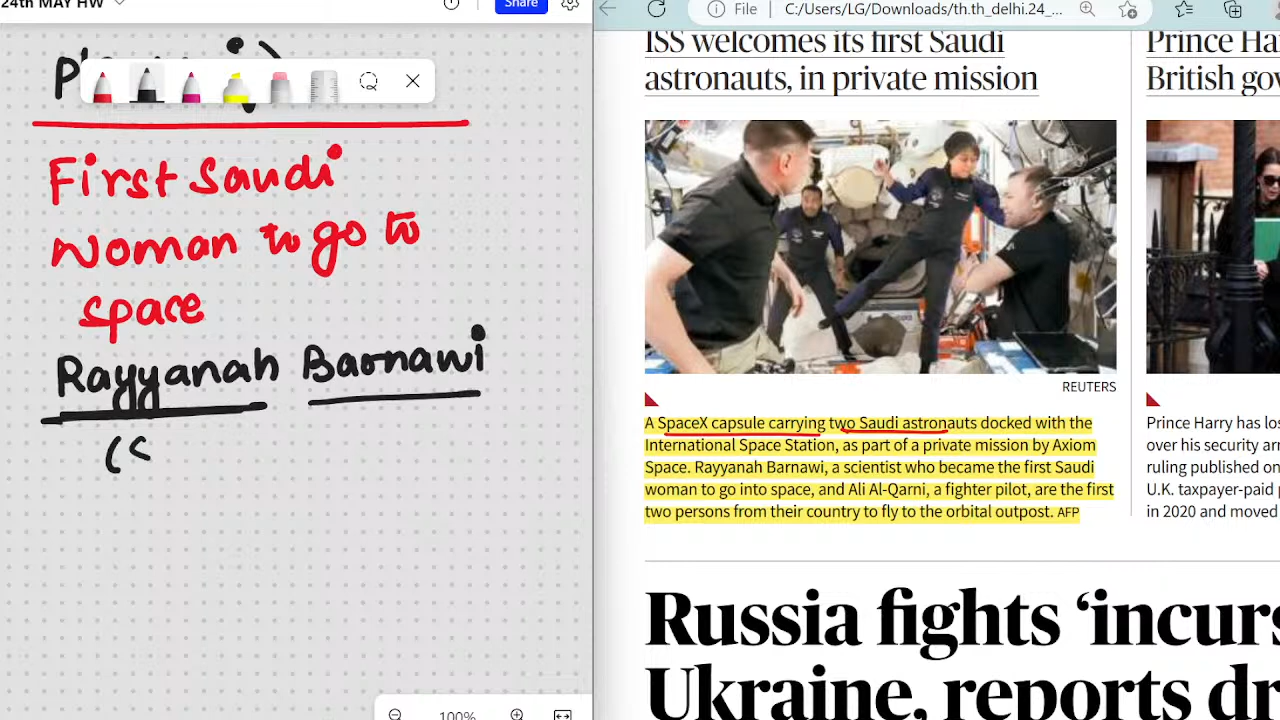 24th MAY HW
Share
First Saudi
woman to go to
space
Rayyanah Barnawi
100%
File
C:/Users/LG/Downloads/th.th_delhi.24_...
ISS welcomes its first Saudi
astronauts, in private mission
REUTERS
A SpaceX capsule carrying two Saudi astronauts docked with the
International Space Station, as part of a private mission by Axiom
Space. Rayyanah Barnawi, a scientist who became the first Saudi
woman to go into space, and Ali Al-Qarni, a fighter pilot, are the first
two persons from their country to fly to the orbital outpost. AFP
Prince Ha
British gov
Prince Harry has los
over his security ar
ruling published on
U.K. taxpayer-paid p
in 2020 and moved
Russia fights ‘incurs
Ukraine, reports dr